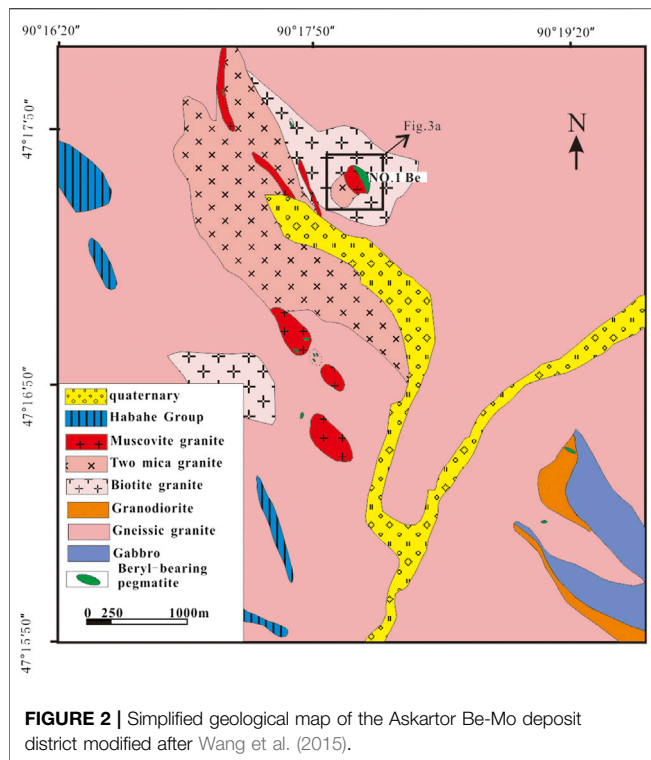 90°16′20″ 90°17′50″ 90°19′20″
47°17′50″
Fig.3a
N
NO.1 Be
47°16′50″
quaternary
Habahe Group
Muscovite granite
Two mica granite
Biotite granite
Granodiorite
Gneissic granite
Gabbro
Beryl-bearing
pegmatite
0 250 1000m
47°15′50″
FIGURE 2 | Simplified geological map of the Askartor Be-Mo deposit
district modified after Wang et al. (2015).